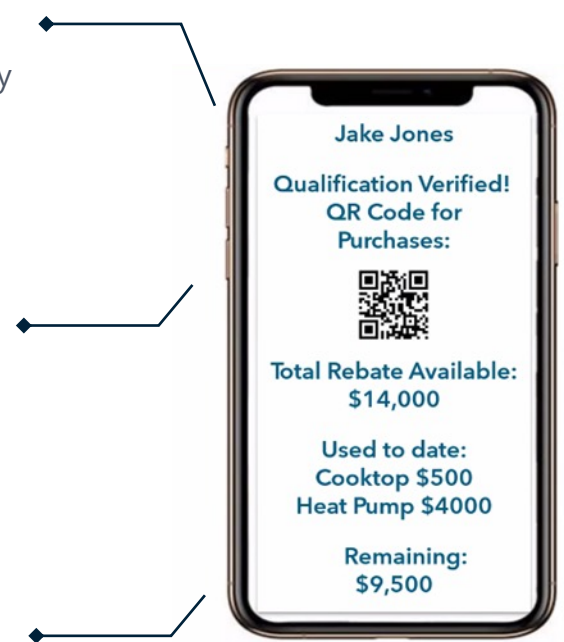 y
Jake Jones
Qualification Verified!
QR Code for
Purchases:
Total Rebate Available:
$14,000
Used to date:
Cooktop $500
Heat Pump $4000
Remaining:
$9,500